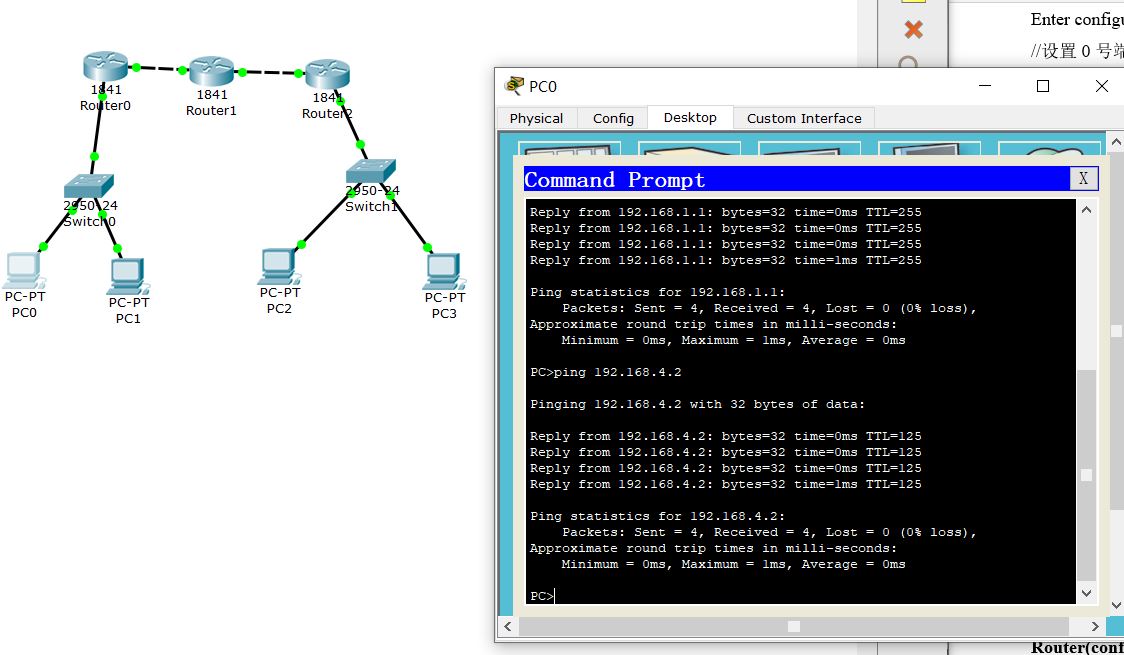 1841
Router0
1841
Router1
1841
Router2
2950-24
Switch0
2950-24
Switch1
PC-PT
PC0
PC-PT
PC1
PC-PT
PC2
PC-PT
PC3
Enter
//设置 0 号
PC0
Physical
Config
Desktop
Custom Interface
Command Prompt
X
Reply from 192.168.1.1: bytes=32 time=0ms TTL=255
Reply from 192.168.1.1: bytes=32 time=0ms TTL=255
Reply from 192.168.1.1: bytes=32 time=0ms TTL=255
Reply from 192.168.1.1: bytes=32 time=1ms TTL=255
Ping statistics for 192.168.1.1:
Packets: Sent = 4, Received = 4, Lost = 0 (0% loss),
Approximate round trip times in milli-seconds:
Minimum = 0ms, Maximum = 1ms, Average = 0ms
PC>ping 192.168.4.2
Pinging 192.168.4.2 with 32 bytes of data:
Reply from 192.168.4.2: bytes=32 time=0ms TTL=125
Reply from 192.168.4.2: bytes=32 time=0ms TTL=125
Reply from 192.168.4.2: bytes=32 time=0ms TTL=125
Reply from 192.168.4.2: bytes=32 time=1ms TTL=125
Ping statistics for 192.168.4.2:
Packets: Sent = 4, Received = 4, Lost = 0 (0% loss),
Approximate round trip times in milli-seconds:
Minimum = 0ms, Maximum = 1ms, Average = 0ms
PC>
Router(conf